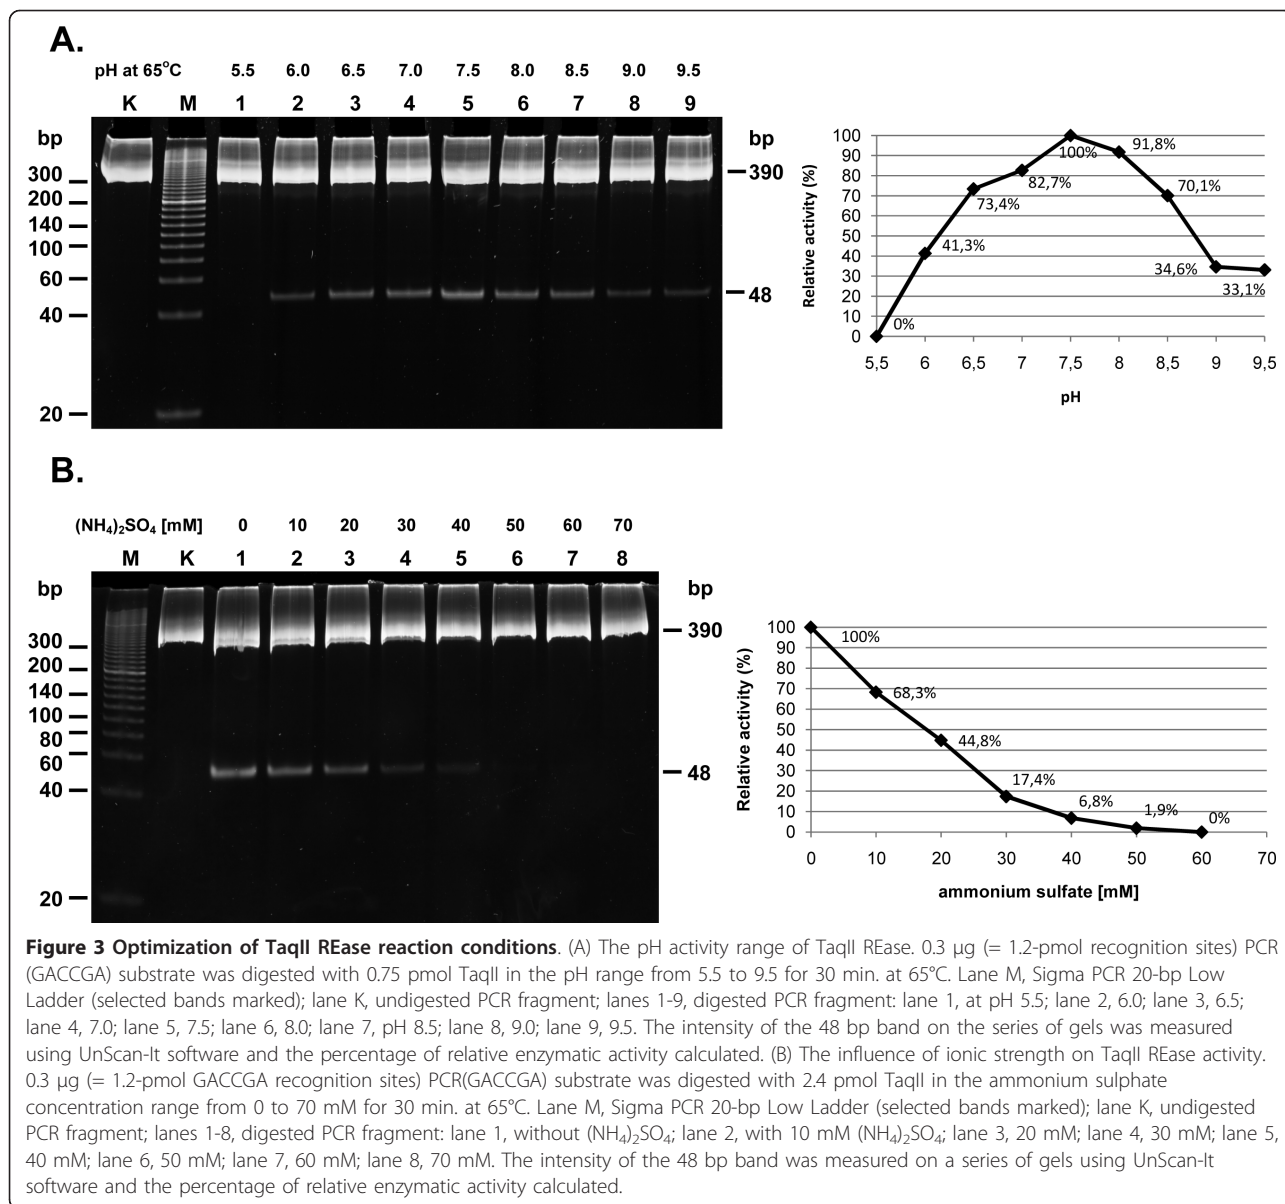 A.
pH at 65°C 5.5 6.0 6.5 7.0 7.5 8.0 8.5 9.0 9.5
K M 1 2 3 4 5 6 7 8 9
bp bp
300
200
140
100
60
40
20
390
48
Relative activity (%)
100
90
80
70
60
50
40
30
20
10
0
0%
41,3%
73,4%
82,7%
100%
91,8%
70,1%
34,6%
33,1%
5,5 6 6,5 7 7,5 8 8,5 9 9,5
pH
B.
(NH₄)₂SO₄ [mM] 0 10 20 30 40 50 60 70
M K 1 2 3 4 5 6 7 8
bp bp
300
200
140
100
80
60
40
20
390
48
Relative activity (%)
100
90
80
70
60
50
40
30
20
10
0
100%
68,3%
44,8%
17,4%
6,8%
1,9%
0%
0 10 20 30 40 50 60 70
ammonium sulfate [mM]
Figure 3 Optimization of TaqII REase reaction conditions. (A) The pH activity range of TaqII REase. 0.3 μg (= 1.2-pmol recognition sites) PCR
(GACCGA) substrate was digested with 0.75 pmol TaqII in the pH range from 5.5 to 9.5 for 30 min. at 65°C. Lane M, Sigma PCR 20-bp Low
Ladder (selected bands marked); lane K, undigested PCR fragment; lanes 1-9, digested PCR fragment: lane 1, at pH 5.5; lane 2, 6.0; lane 3, 6.5;
lane 4, 7.0; lane 5, 7.5; lane 6, 8.0; lane 7, pH 8.5; lane 8, 9.0; lane 9, 9.5. The intensity of the 48 bp band on the series of gels was measured
using UnScan-It software and the percentage of relative enzymatic activity calculated. (B) The influence of ionic strength on TaqII REase activity.
0.3 μg (= 1.2-pmol GACCGA recognition sites) PCR(GACCGA) substrate was digested with 2.4 pmol TaqII in the ammonium sulphate
concentration range from 0 to 70 mM for 30 min. at 65°C. Lane M, Sigma PCR 20-bp Low Ladder (selected bands marked); lane K, undigested
PCR fragment; lanes 1-8, digested PCR fragment: lane 1, without (NH₄)₂SO₄; lane 2, with 10 mM (NH₄)₂SO₄; lane 3, 20 mM; lane 4, 30 mM; lane 5,
40 mM; lane 6, 50 mM; lane 7, 60 mM; lane 8, 70 mM. The intensity of the 48 bp band was measured on a series of gels using UnScan-It
software and the percentage of relative enzymatic activity calculated.